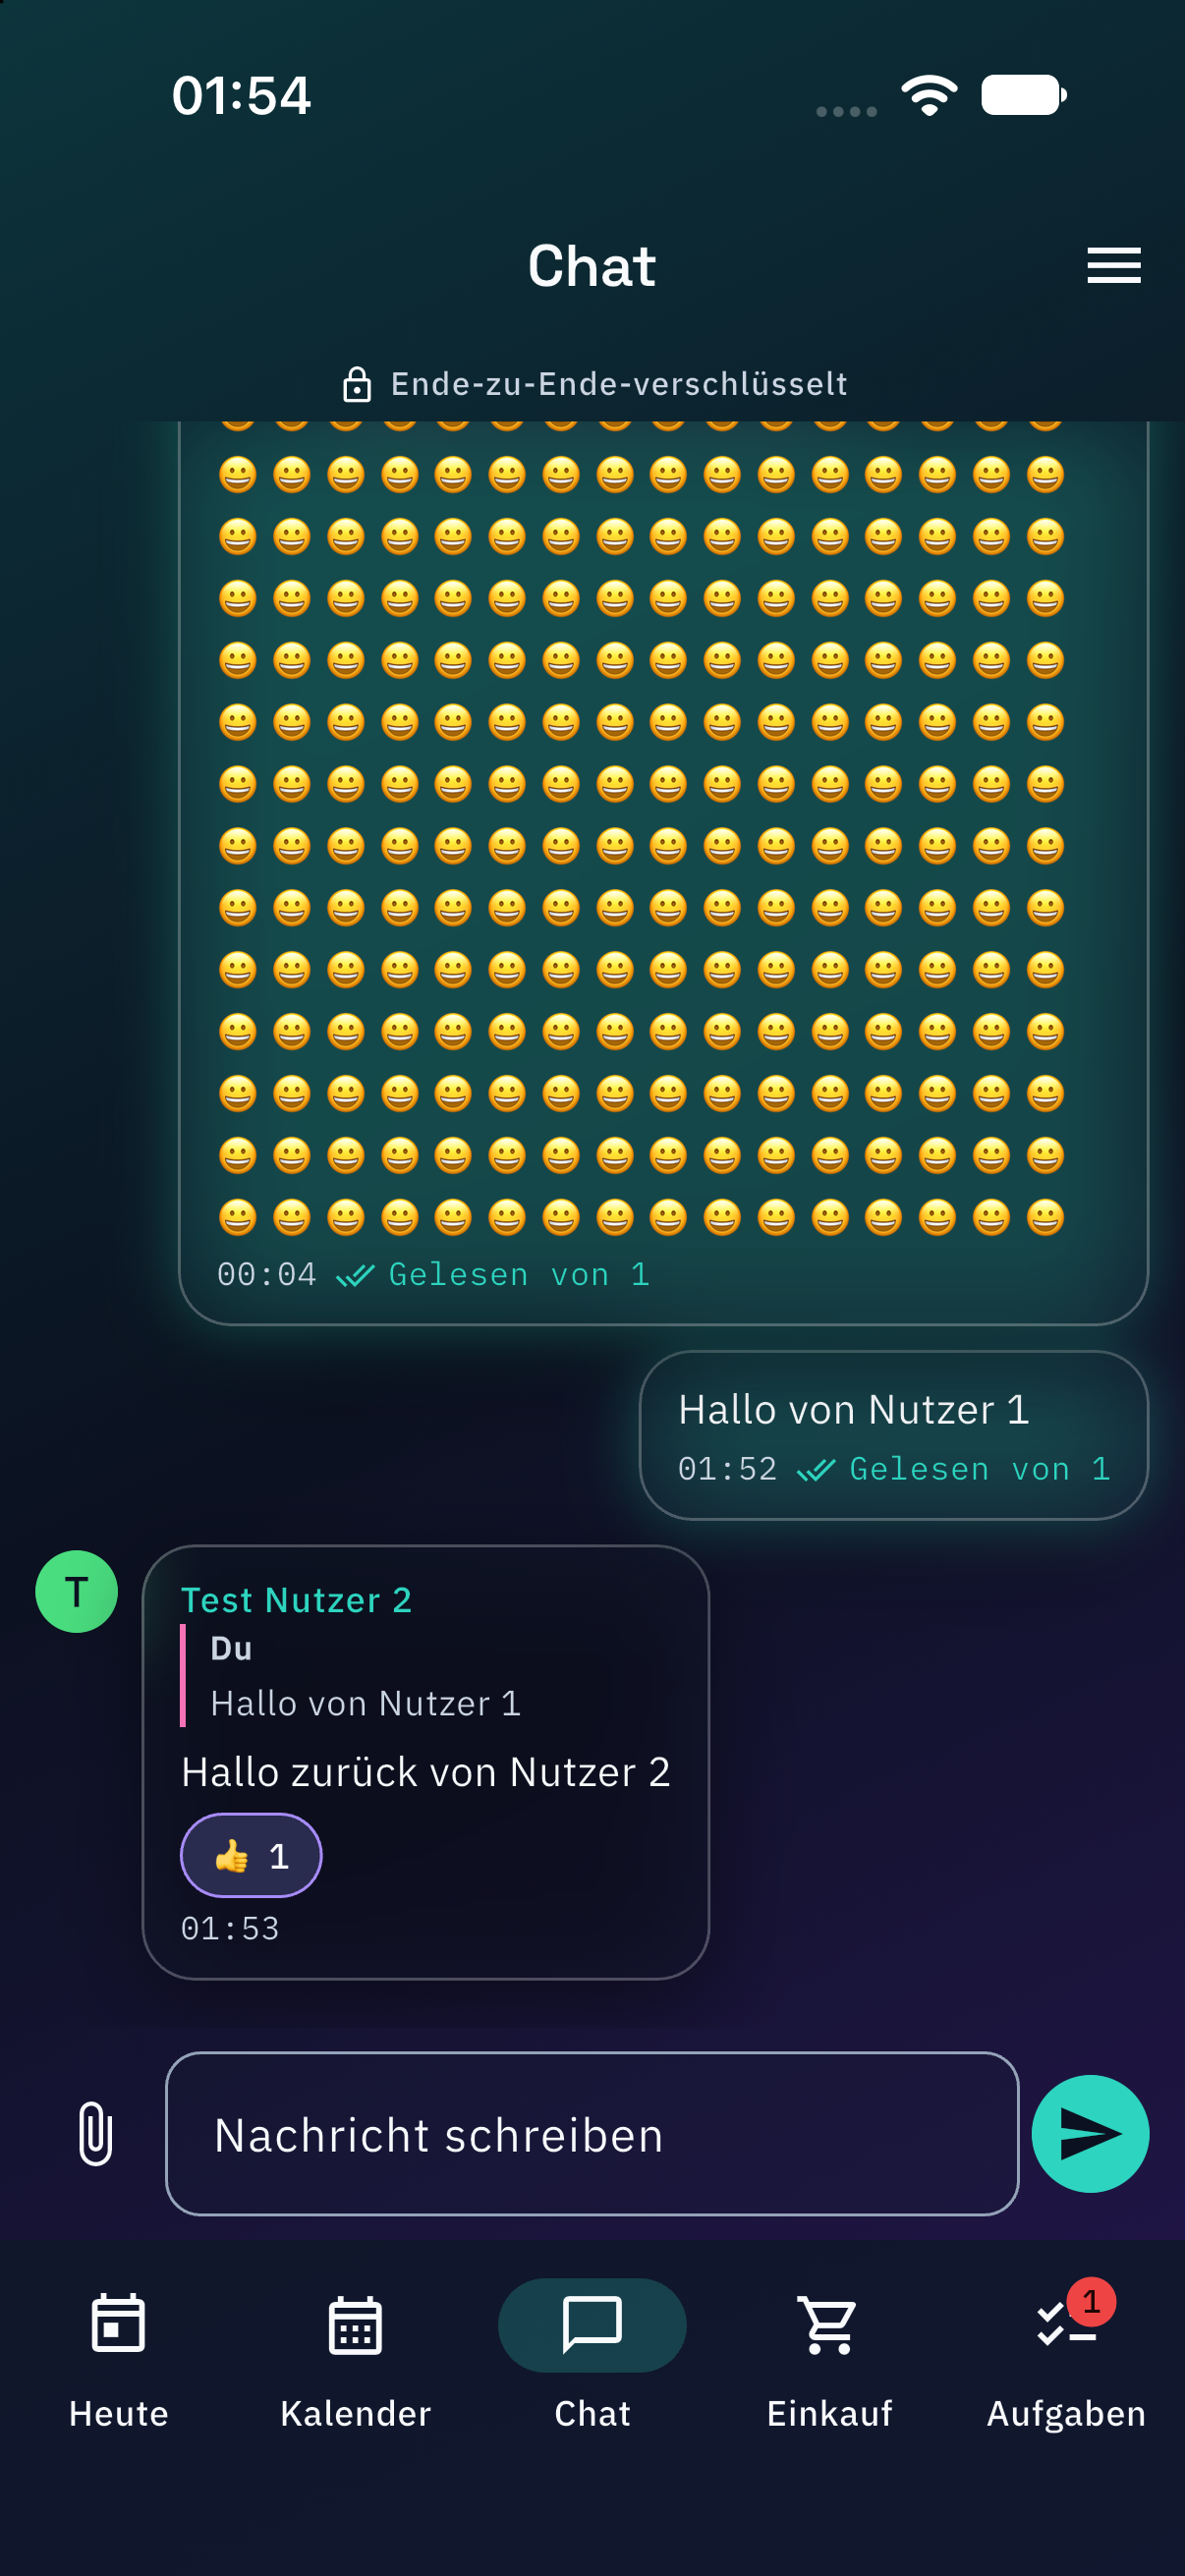 01:54
Chat
Ende-zu-Ende-verschlüsselt
😀😀😀😀😀😀😀😀😀😀😀😀😀😀😀😀
😀😀😀😀😀😀😀😀😀😀😀😀😀😀😀😀
😀😀😀😀😀😀😀😀😀😀😀😀😀😀😀😀
😀😀😀😀😀😀😀😀😀😀😀😀😀😀😀😀
😀😀😀😀😀😀😀😀😀😀😀😀😀😀😀😀
😀😀😀😀😀😀😀😀😀😀😀😀😀😀😀😀
😀😀😀😀😀😀😀😀😀😀😀😀😀😀😀😀
😀😀😀😀😀😀😀😀😀😀😀😀😀😀😀😀
😀😀😀😀😀😀😀😀😀😀😀😀😀😀😀😀
😀😀😀😀😀😀😀😀😀😀😀😀😀😀😀😀
😀😀😀😀😀😀😀😀😀😀😀😀😀😀😀😀
😀😀😀😀😀😀😀😀😀😀😀😀😀😀😀😀
😀😀😀😀😀😀😀😀😀😀😀😀😀😀😀😀
00:04 Gelesen von 1
Hallo von Nutzer 1
01:52 Gelesen von 1
T
Test Nutzer 2
Du
Hallo von Nutzer 1
Hallo zurück von Nutzer 2
👍 1
01:53
Nachricht schreiben
1
Heute Kalender Chat Einkauf Aufgaben